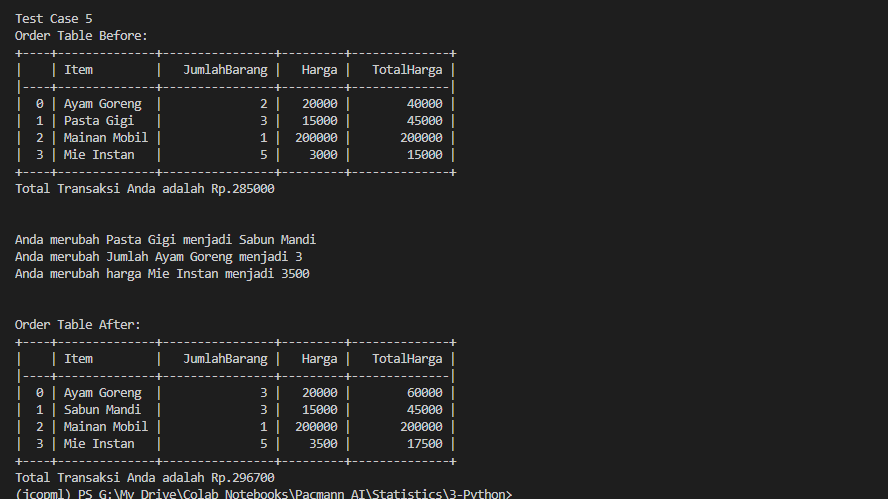 Test Case 5
Order Table Before:
+----+--------------+----------------+---------+--------------+
|    | Item         |   JumlahBarang |   Harga |   TotalHarga |
|----+--------------+----------------+---------+--------------|
|  0 | Ayam Goreng  |              2 |   20000 |        40000 |
|  1 | Pasta Gigi   |              3 |   15000 |        45000 |
|  2 | Mainan Mobil |              1 |  200000 |       200000 |
|  3 | Mie Instan   |              5 |    3000 |        15000 |
+----+--------------+----------------+---------+--------------+
Total Transaksi Anda adalah Rp.285000
Anda merubah Pasta Gigi menjadi Sabun Mandi
Anda merubah Jumlah Ayam Goreng menjadi 3
Anda merubah harga Mie Instan menjadi 3500
Order Table After:
+----+--------------+----------------+---------+--------------+
|    | Item         |   JumlahBarang |   Harga |   TotalHarga |
|----+--------------+----------------+---------+--------------|
|  0 | Ayam Goreng  |              3 |   20000 |        60000 |
|  1 | Sabun Mandi  |              3 |   15000 |        45000 |
|  2 | Mainan Mobil |              1 |  200000 |       200000 |
|  3 | Mie Instan   |              5 |    3500 |        17500 |
+----+--------------+----------------+---------+--------------+
Total Transaksi Anda adalah Rp.296700
(jcopml) PS G:\My Drive\Colab Notebooks\Pacmann AI\Statistics\3-Python>